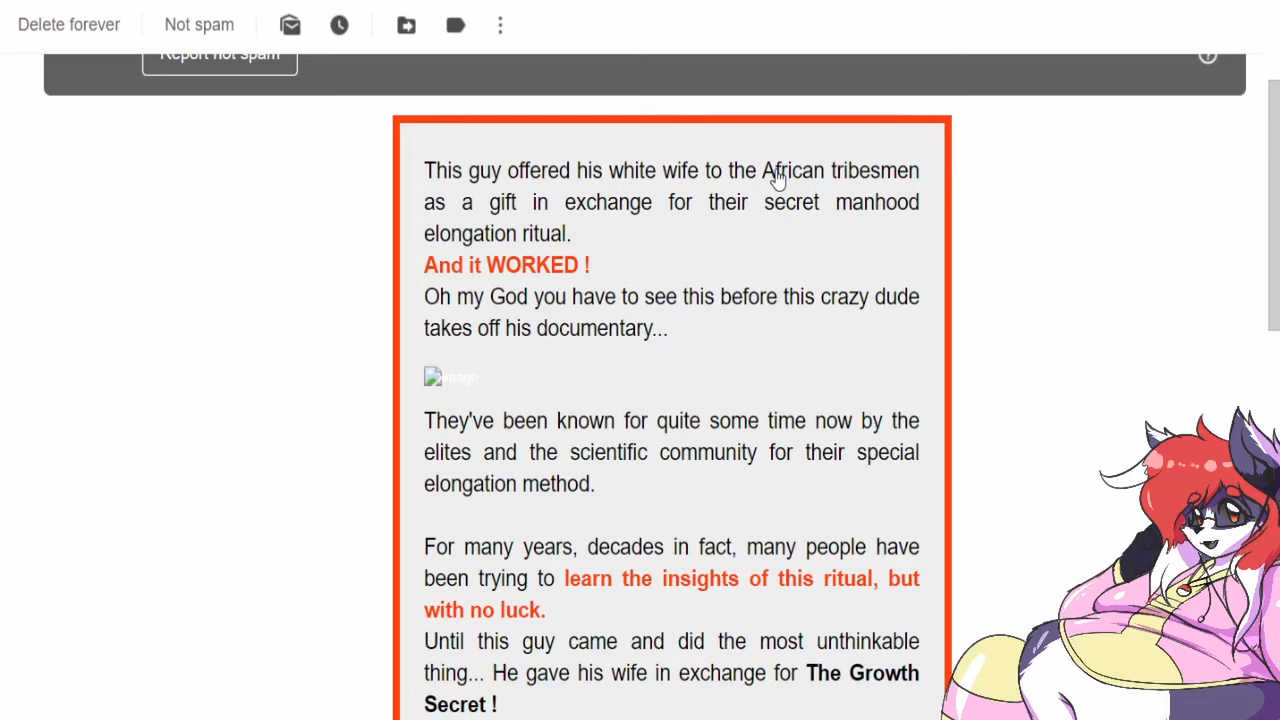 Delete forever Not spam
Report not spam
This guy offered his white wife to the African tribesmen
as a gift in exchange for their secret manhood
elongation ritual.
And it WORKED !
Oh my God you have to see this before this crazy dude
takes off his documentary...
image
They've been known for quite some time now by the
elites and the scientific community for their special
elongation method.
For many years, decades in fact, many people have
been trying to learn the insights of this ritual, but
with no luck.
Until this guy came and did the most unthinkable
thing... He gave his wife in exchange for The Growth
Secret !